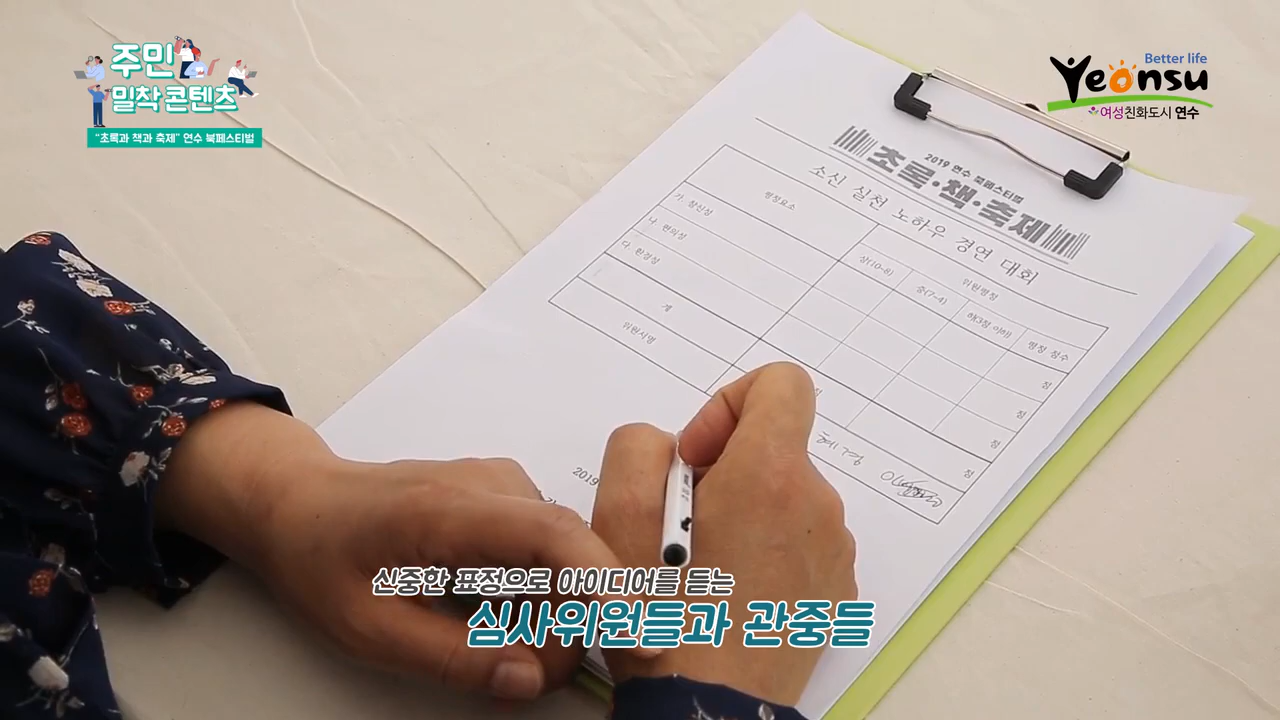 주민
밀착 콘텐츠
"초록과 책과 축제" 연수 북페스티벌
Better life
Yeonsu
여성친화도시 연수
2019 연수 북페스티벌
초록·책·축제
소신 실천 노하우 경연 대회
평정요소
위원평정
상(10-8)
중(7-4)
하(3점 이하)
평정 점수
가. 참신성
점
나. 편의성
점
다. 환경성
점
계
점
위원서명
혜경
2019
신중한 표정으로 아이디어를 듣는
심사위원들과 관중들